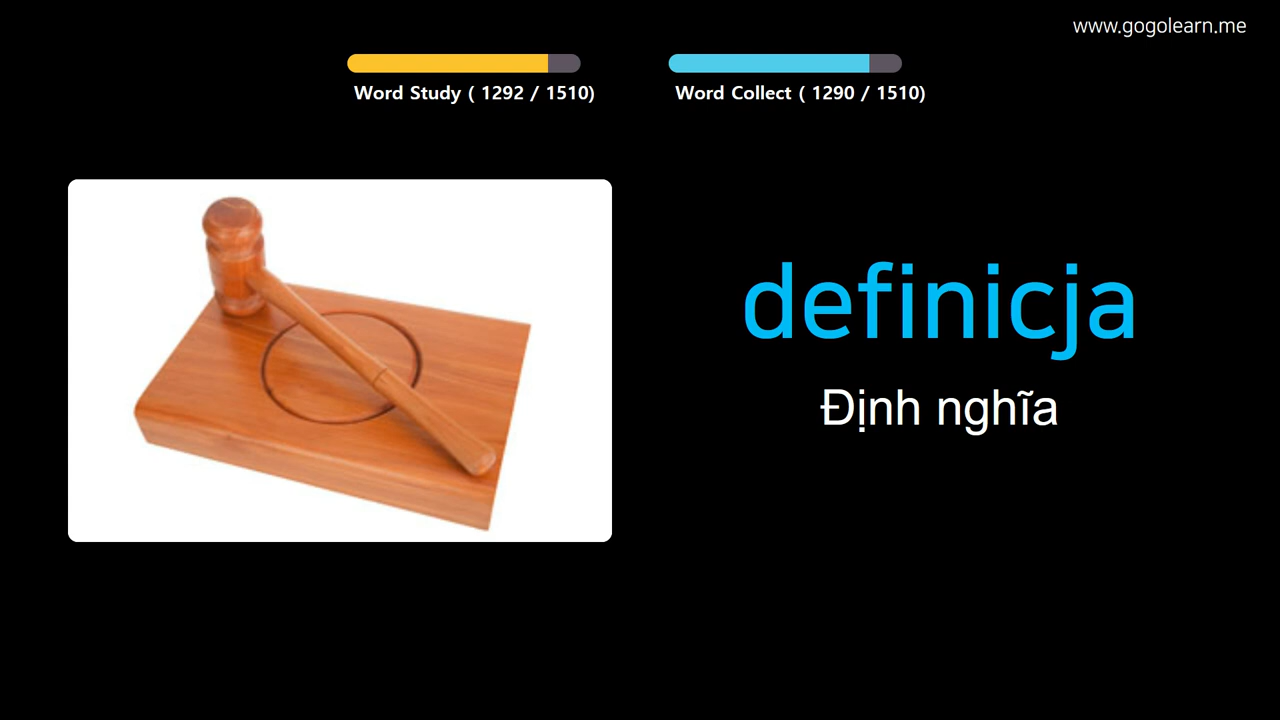 www.gogolearn.me
Word Study ( 1292 / 1510)
Word Collect ( 1290 / 1510)
definicja
Định nghĩa